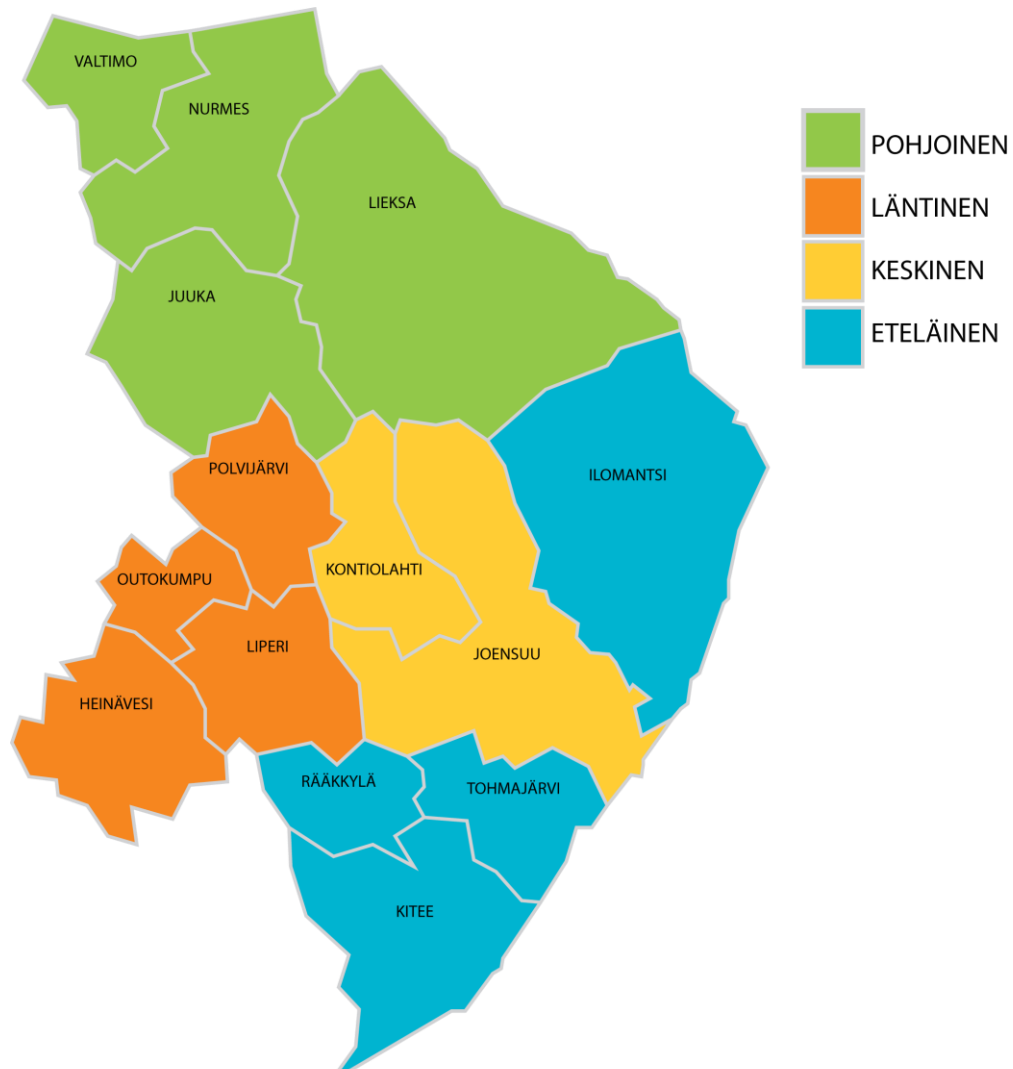 VALTIMO
NURMES
LIEKSA
JUUKA
POLVIJÄRVI
ILOMANTSI
KONTIOLAHTI
OUTOKUMPU
LIPERI
JOENSUU
HEINÄVESI
RÄÄKKYLÄ
TOHMAJÄRVI
KITEE
POHJOINEN
LÄNTINEN
KESKINEN
ETELÄINEN